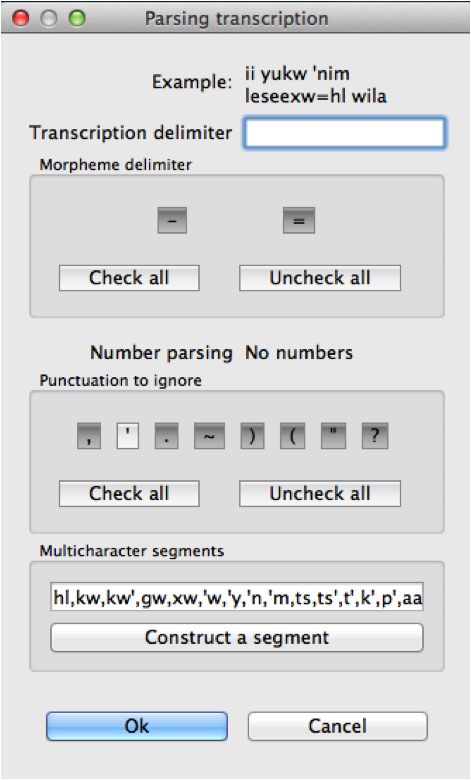 Parsing transcription
Example: ii yukw 'nim
leseexw=hl wila
Transcription delimiter
Morpheme delimiter
- =
Check all Uncheck all
Number parsing No numbers
Punctuation to ignore
, ' . ~ ) ( " ?
Check all Uncheck all
Multicharacter segments
hl,kw,kw',gw,xw,'w,'y,'n,'m,ts,ts',t',k',p',aa
Construct a segment
Ok Cancel